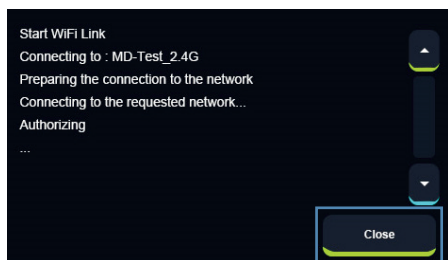 Start WiFi Link
Connecting to : MD-Test_2.4G
Preparing the connection to the network
Connecting to the requested network...
Authorizing
...
Close